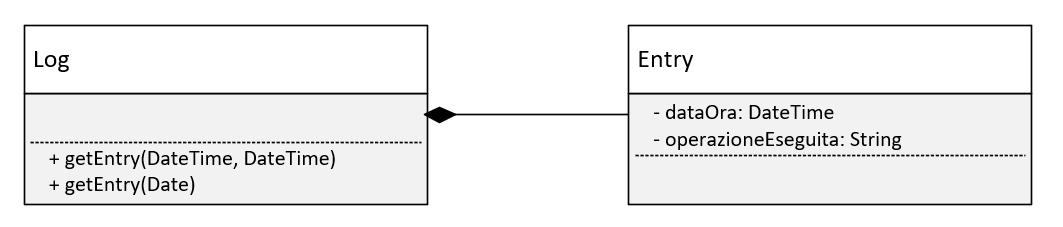 Log
+ getEntry(DateTime, DateTime)
+ getEntry(Date)
Entry
- dataOra: DateTime
- operazioneEseguita: String